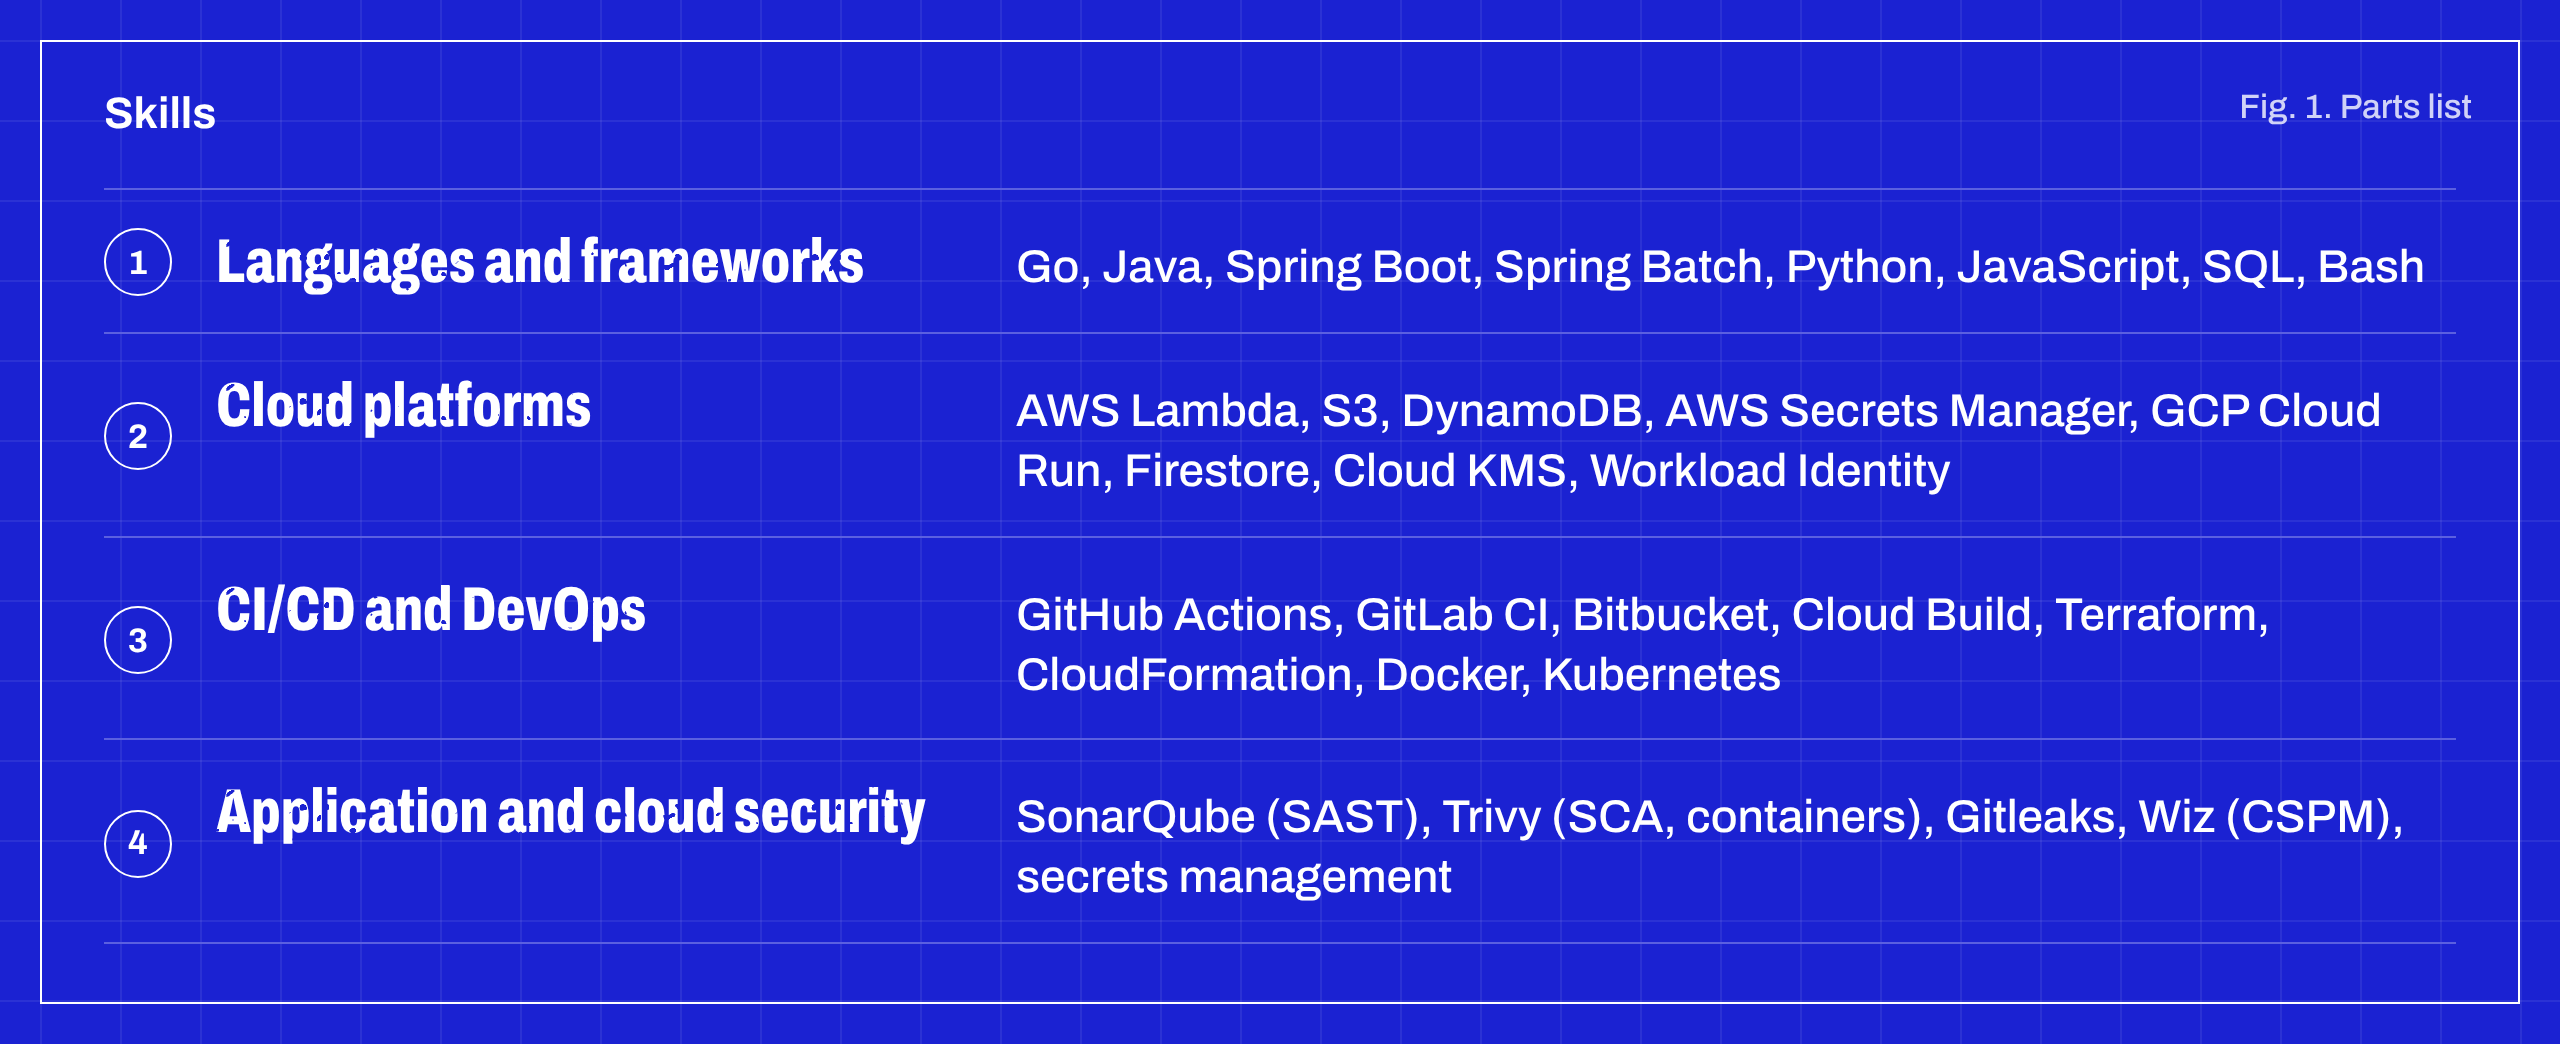 Skills
Fig. 1. Parts list
1 Languages and frameworks
Go, Java, Spring Boot, Spring Batch, Python, JavaScript, SQL, Bash
2 Cloud platforms
AWS Lambda, S3, DynamoDB, AWS Secrets Manager, GCP Cloud
Run, Firestore, Cloud KMS, Workload Identity
3 CI/CD and DevOps
GitHub Actions, GitLab CI, Bitbucket, Cloud Build, Terraform,
CloudFormation, Docker, Kubernetes
4 Application and cloud security
SonarQube (SAST), Trivy (SCA, containers), Gitleaks, Wiz (CSPM),
secrets management